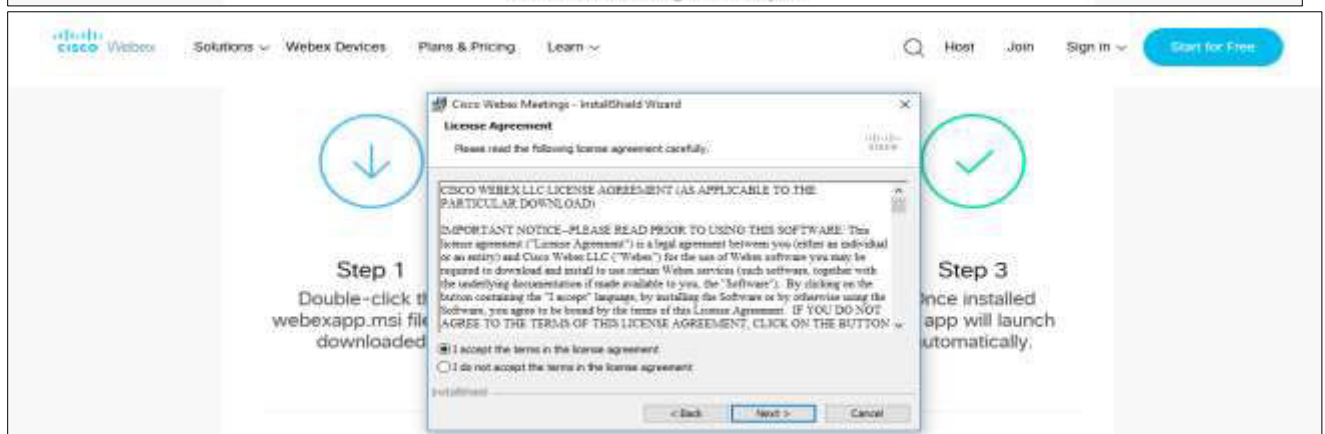 CISCO Webex Solutions Webex Devices Plans & Pricing Learn Host Join Sign in Start for Free
Cisco Webex Meetings - InstallShield Wizard
License Agreement
Please read the following license agreement carefully.
CISCO
CISCO WEBEX LLC LICENSE AGREEMENT (AS APPLICABLE TO THE
PARTICULAR DOWNLOAD)
IMPORTANT NOTICE--PLEASE READ PRIOR TO USING THIS SOFTWARE: This
license agreement ("License Agreement") is a legal agreement between you (either an individual
or an entity) and Cisco Webex LLC ("Webex") for the use of Webex software you may be
required to download and install to use certain Webex services (such software, together with
the underlying documentation if made available to you, the "Software"). By clicking on the
button containing the "I accept" language, by installing the Software or by otherwise using the
Software, you agree to be bound by the terms of this License Agreement. IF YOU DO NOT
AGREE TO THE TERMS OF THIS LICENSE AGREEMENT, CLICK ON THE BUTTON
I accept the terms in the license agreement
I do not accept the terms in the license agreement
InstallShield
< Back Next > Cancel
Step 1
Double-click
webexapp.msi file
downloaded
Step 3
Once installed
app will launch
automatically.